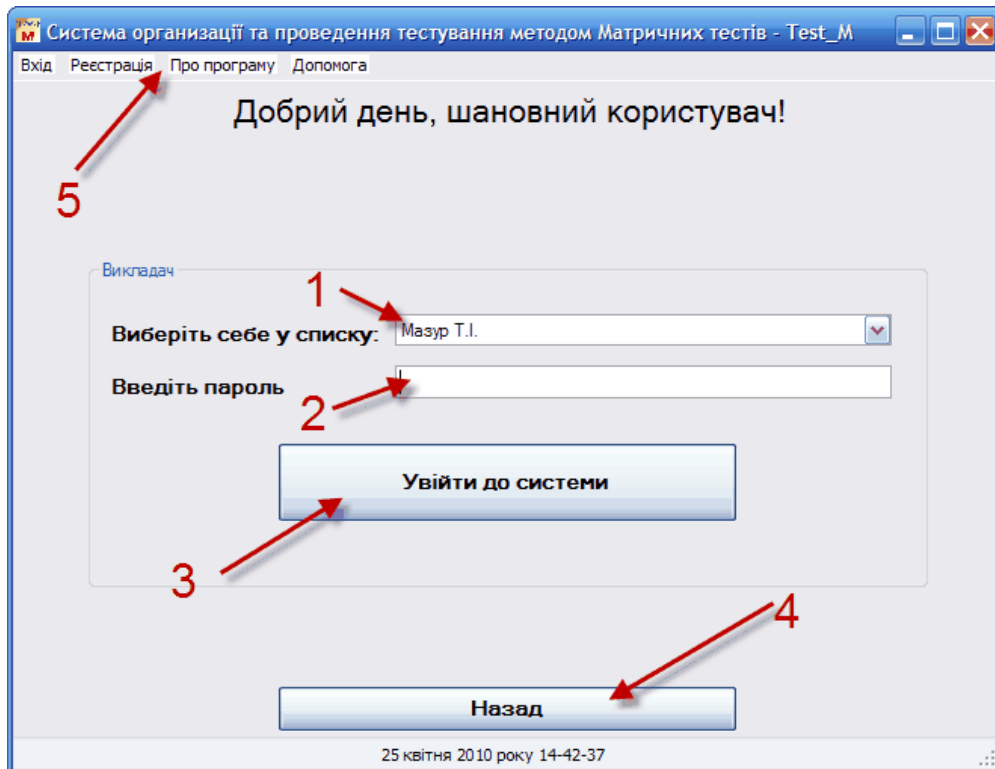 Система организації та проведення тестування методом Матричних тестів - Test_M
Вхід Реєстрація Про програму Допомога
Добрий день, шановний користувач!
5
Викладач
1
Виберіть себе у списку: Мазур Т.І.
Введіть пароль
2
Увійти до системи
3
4
Назад
25 квітня 2010 року 14-42-37